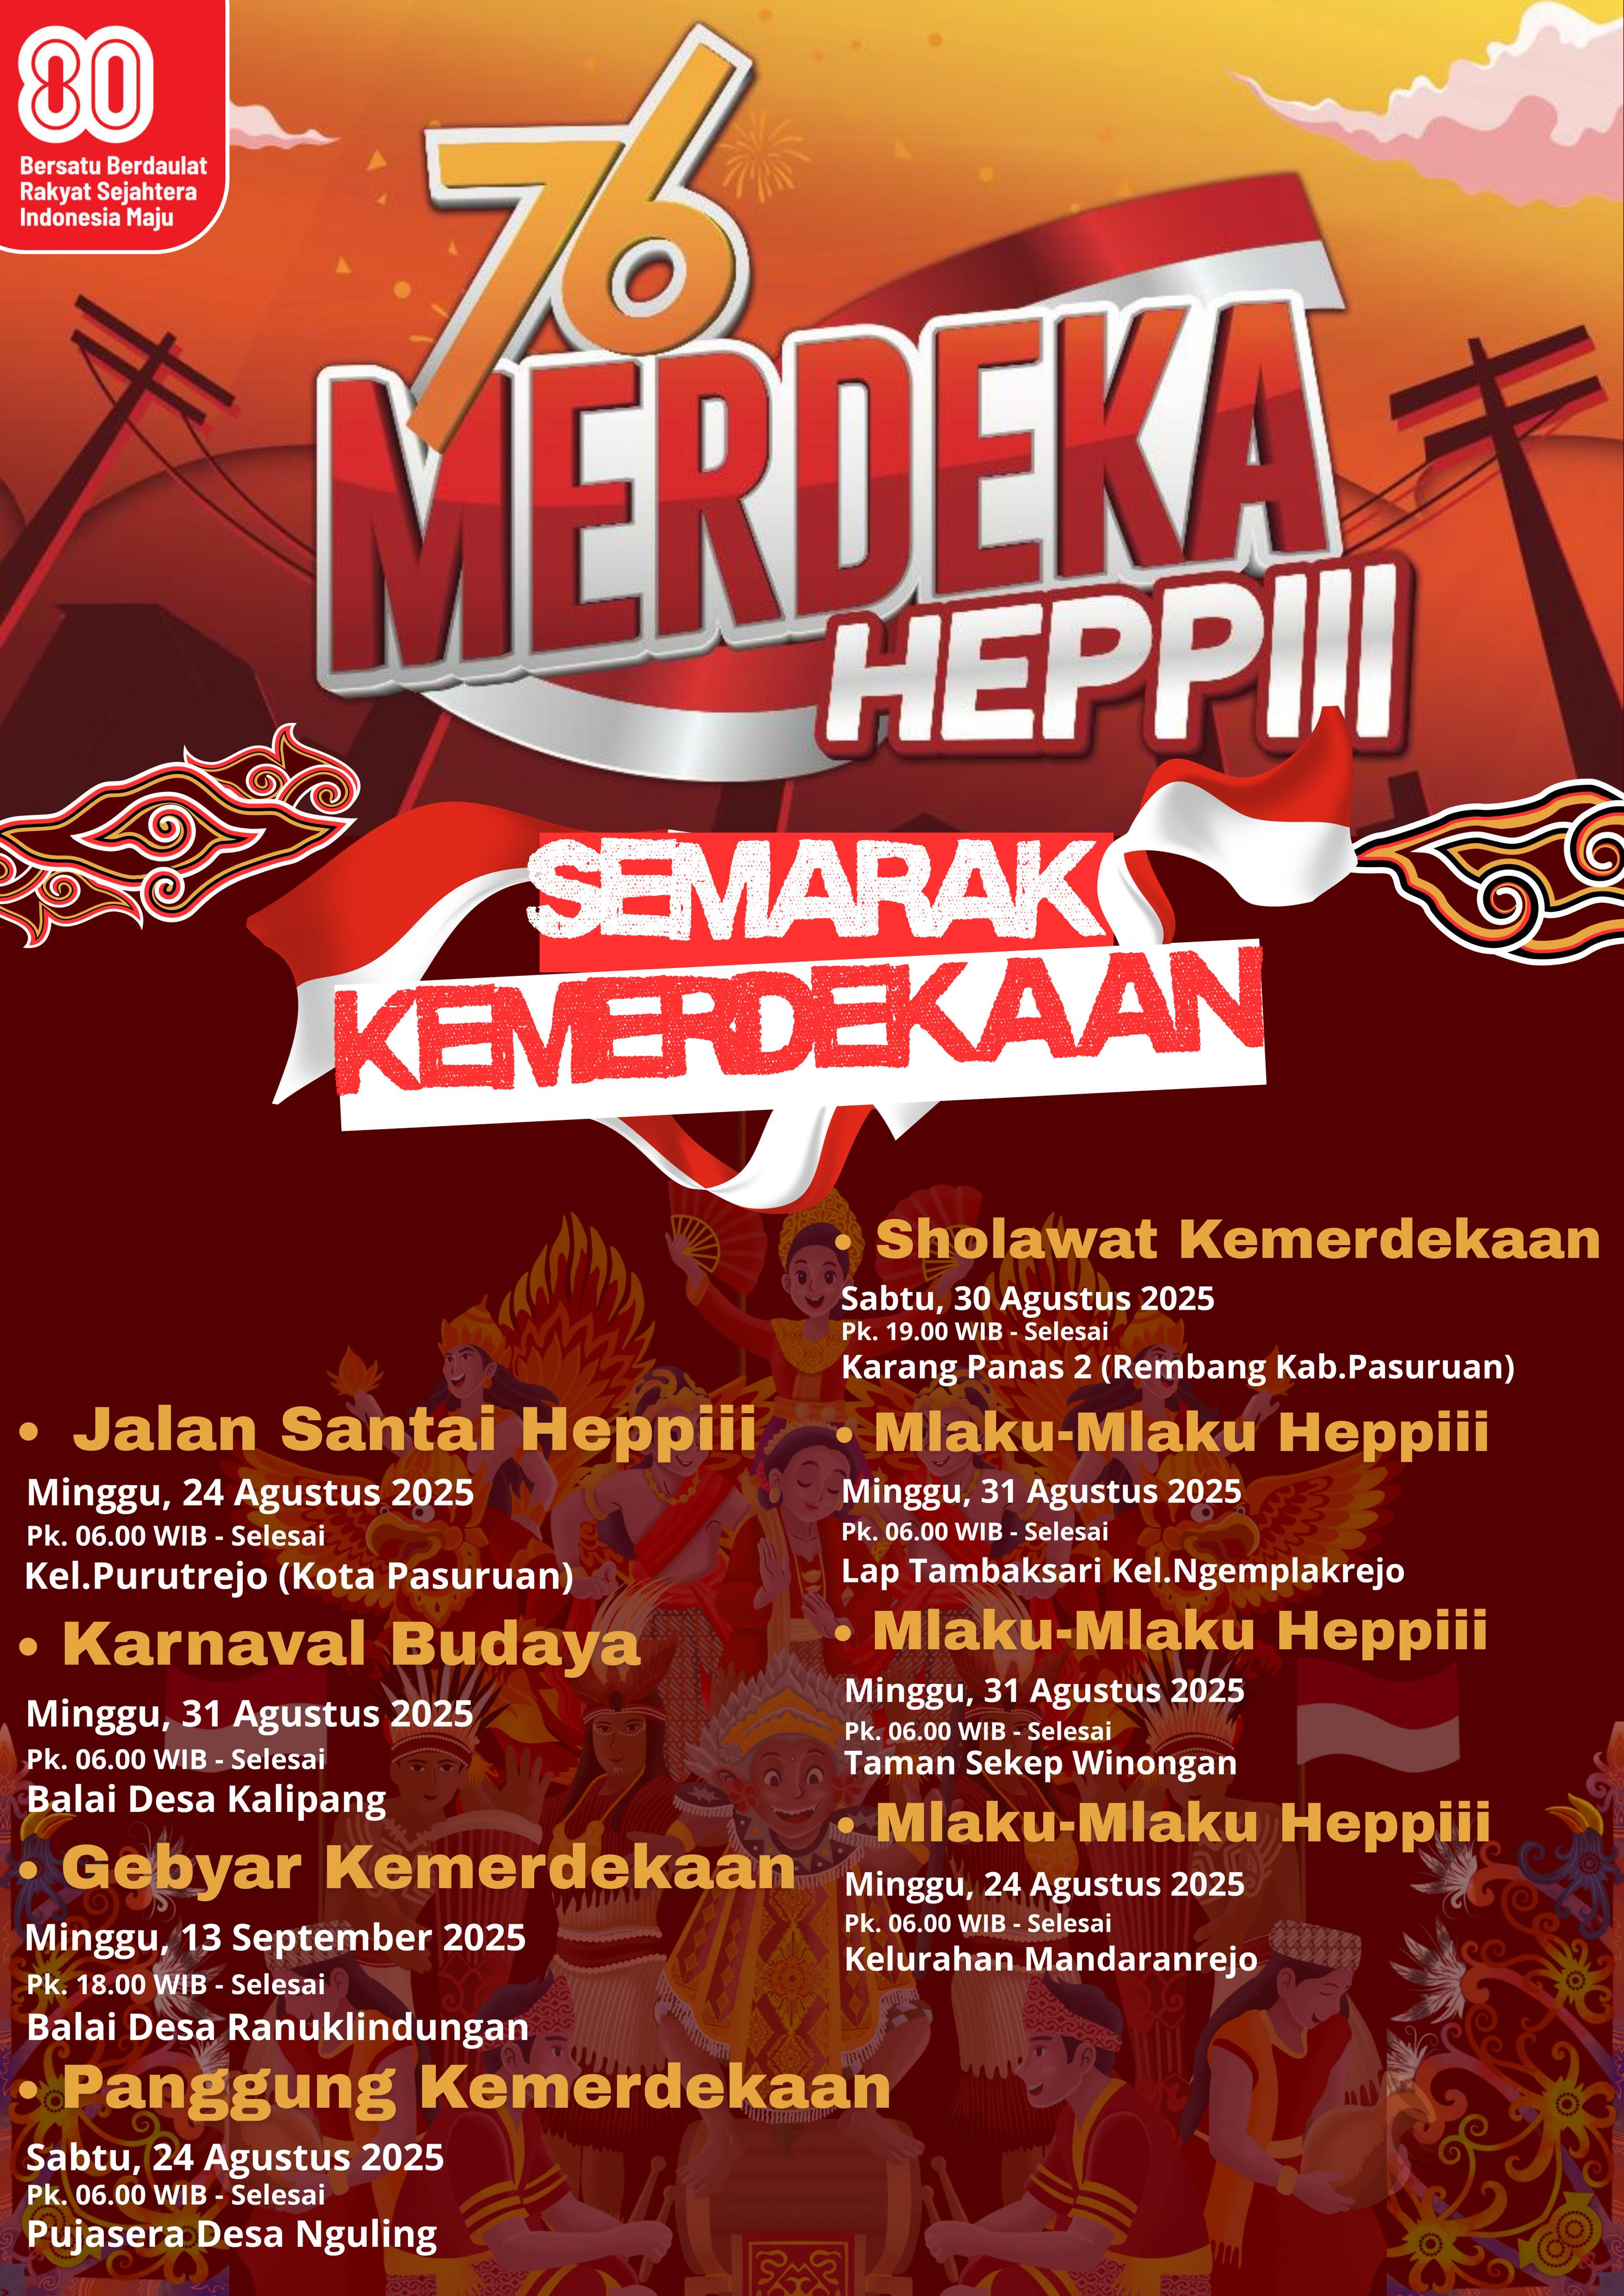 80
Bersatu Berdaulat
Rakyat Sejahtera
Indonesia Maju
76
MERDEKA
HEPPIII
SEMARAK
KEMERDEKAAN
• Jalan Santai Heppiii
Minggu, 24 Agustus 2025
Pk. 06.00 WIB - Selesai
Kel.Purutrejo (Kota Pasuruan)
• Karnaval Budaya
Minggu, 31 Agustus 2025
Pk. 06.00 WIB - Selesai
Balai Desa Kalipang
• Gebyar Kemerdekaan
Minggu, 13 September 2025
Pk. 18.00 WIB - Selesai
Balai Desa Ranuklindungan
• Panggung Kemerdekaan
Sabtu, 24 Agustus 2025
Pk. 06.00 WIB - Selesai
Pujasera Desa Nguling
• Sholawat Kemerdekaan
Sabtu, 30 Agustus 2025
Pk. 19.00 WIB - Selesai
Karang Panas 2 (Rembang Kab.Pasuruan)
• Mlaku-Mlaku Heppiii
Minggu, 31 Agustus 2025
Pk. 06.00 WIB - Selesai
Lap Tambaksari Kel.Ngemplakrejo
• Mlaku-Mlaku Heppiii
Minggu, 31 Agustus 2025
Pk. 06.00 WIB - Selesai
Taman Sekep Winongan
• Mlaku-Mlaku Heppiii
Minggu, 24 Agustus 2025
Pk. 06.00 WIB - Selesai
Kelurahan Mandaranrejo